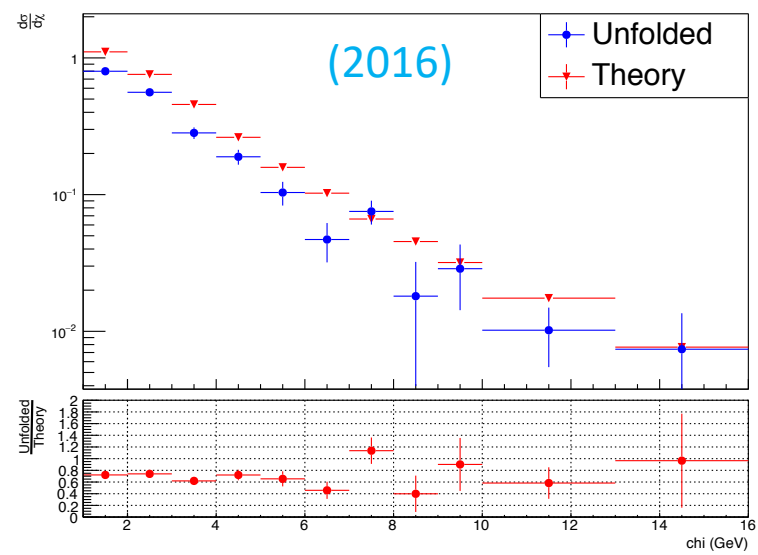 dσ
dχ
1
10⁻¹
10⁻²
(2016)
Unfolded
Theory
Unfolded
Theory
2
1.8
1.6
1.4
1.2
1
0.8
0.6
0.4
0.2
0
2 4 6 8 10 12 14 16
chi (GeV)